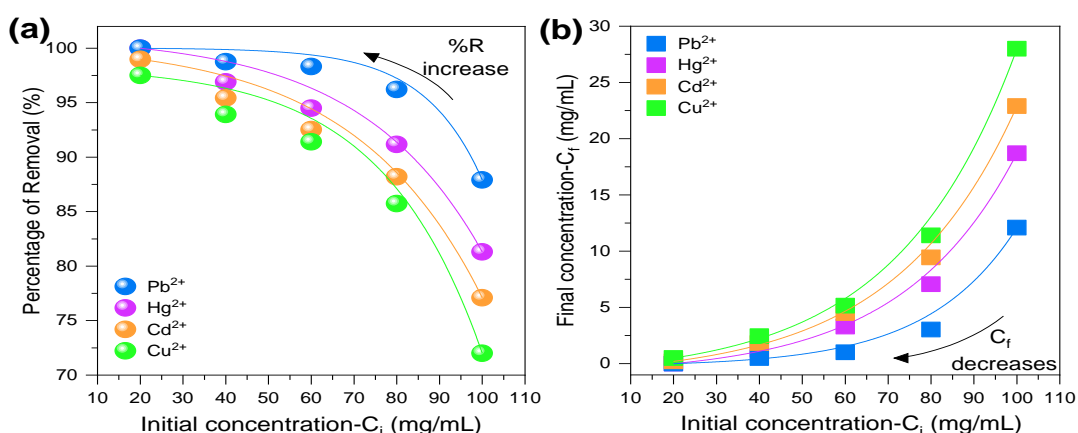 (a)
%R
increase
Percentage of Removal (%)
100
95
90
85
80
75
70
Pb2+
Hg2+
Cd2+
Cu2+
10 20 30 40 50 60 70 80 90 100 110
Initial concentration-Ci (mg/mL)
(b)
Pb2+
Hg2+
Cd2+
Cu2+
Final concentration-Cf (mg/mL)
30
25
20
15
10
5
0
Cf
decreases
10 20 30 40 50 60 70 80 90 100 110
Initial concentration-Ci (mg/mL)